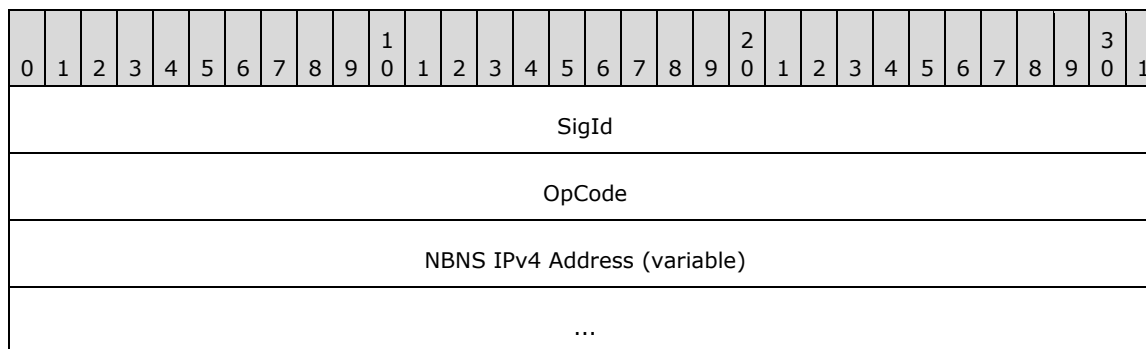 1 2 3
0 1 2 3 4 5 6 7 8 9 0 1 2 3 4 5 6 7 8 9 0 1 2 3 4 5 6 7 8 9 0 1
SigId
OpCode
NBNS IPv4 Address (variable)
...